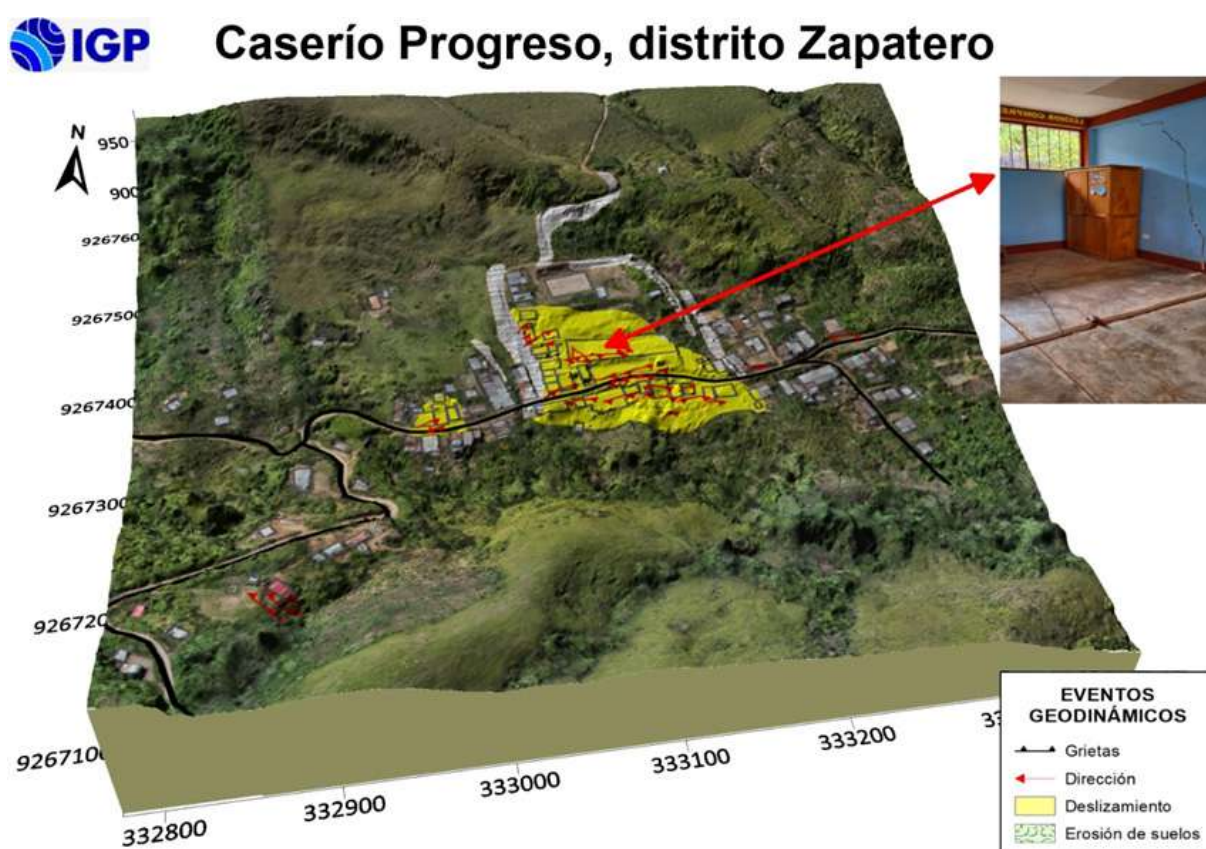 IGP
Caserío Progreso, distrito Zapatero
N
950
900
926760
9267500
9267400
9267300
9267200
9267100
332800
332900
333000
333100
333200
EVENTOS
GEODINÁMICOS
Grietas
Dirección
Deslizamiento
Erosión de suelos